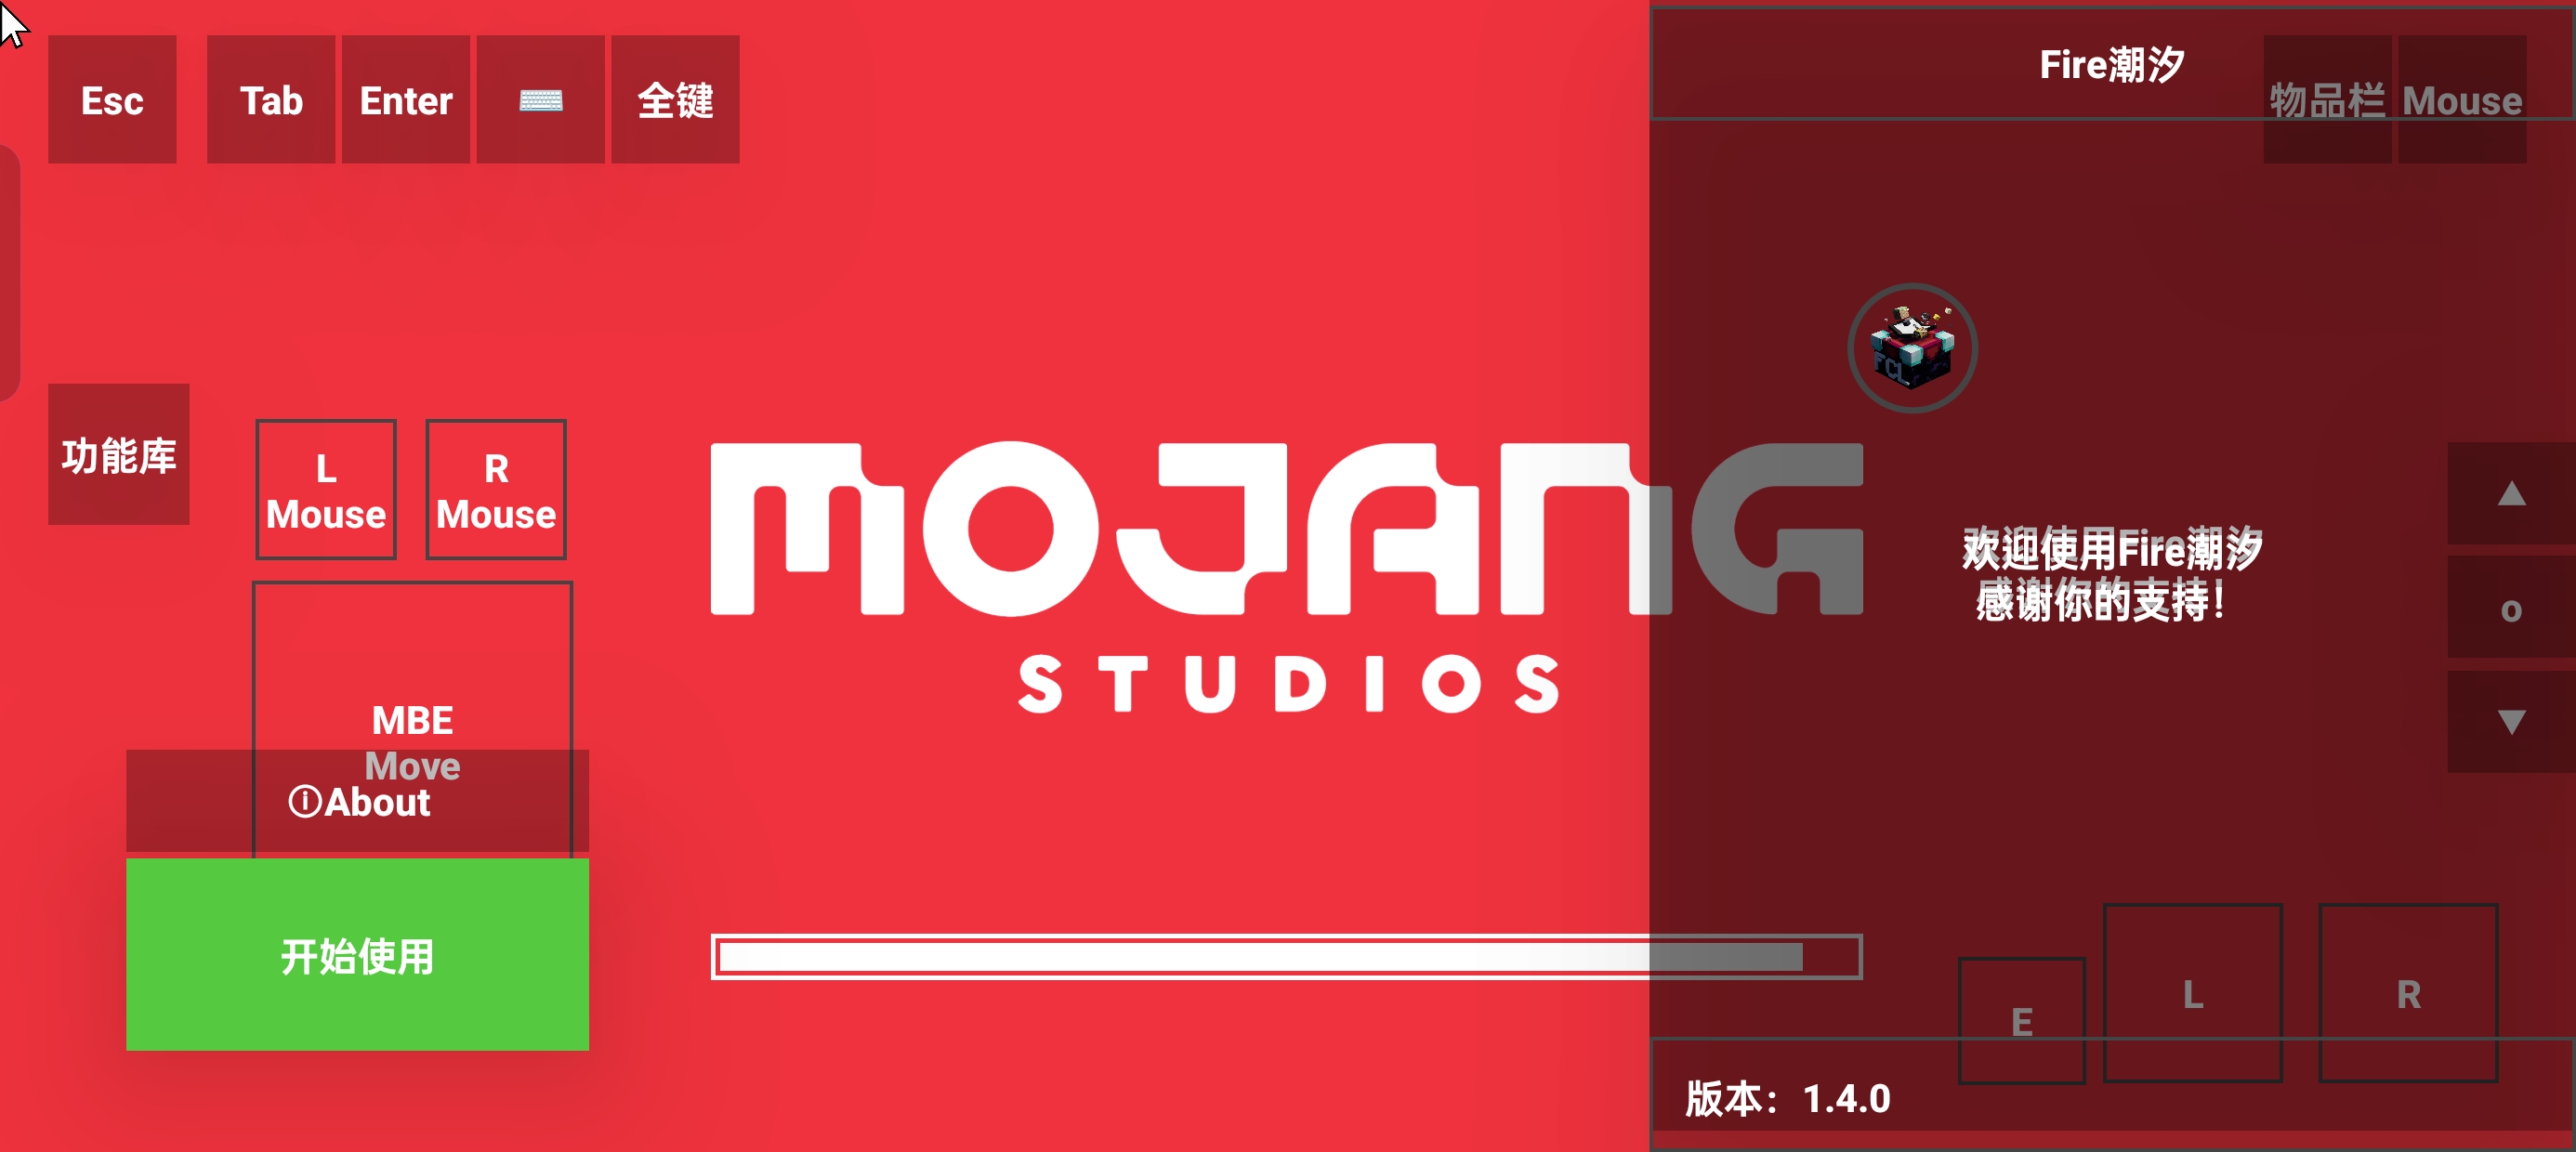 Esc
Tab
Enter
全键
Fire潮汐
物品栏
Mouse
FCL
功能库
L
Mouse
R
Mouse
MOJANG
STUDIOS
欢迎使用Fire潮汐
感谢你的支持!
▲
o
▼
MBE
Move
ⓘAbout
开始使用
E
L
R
版本：1.4.0